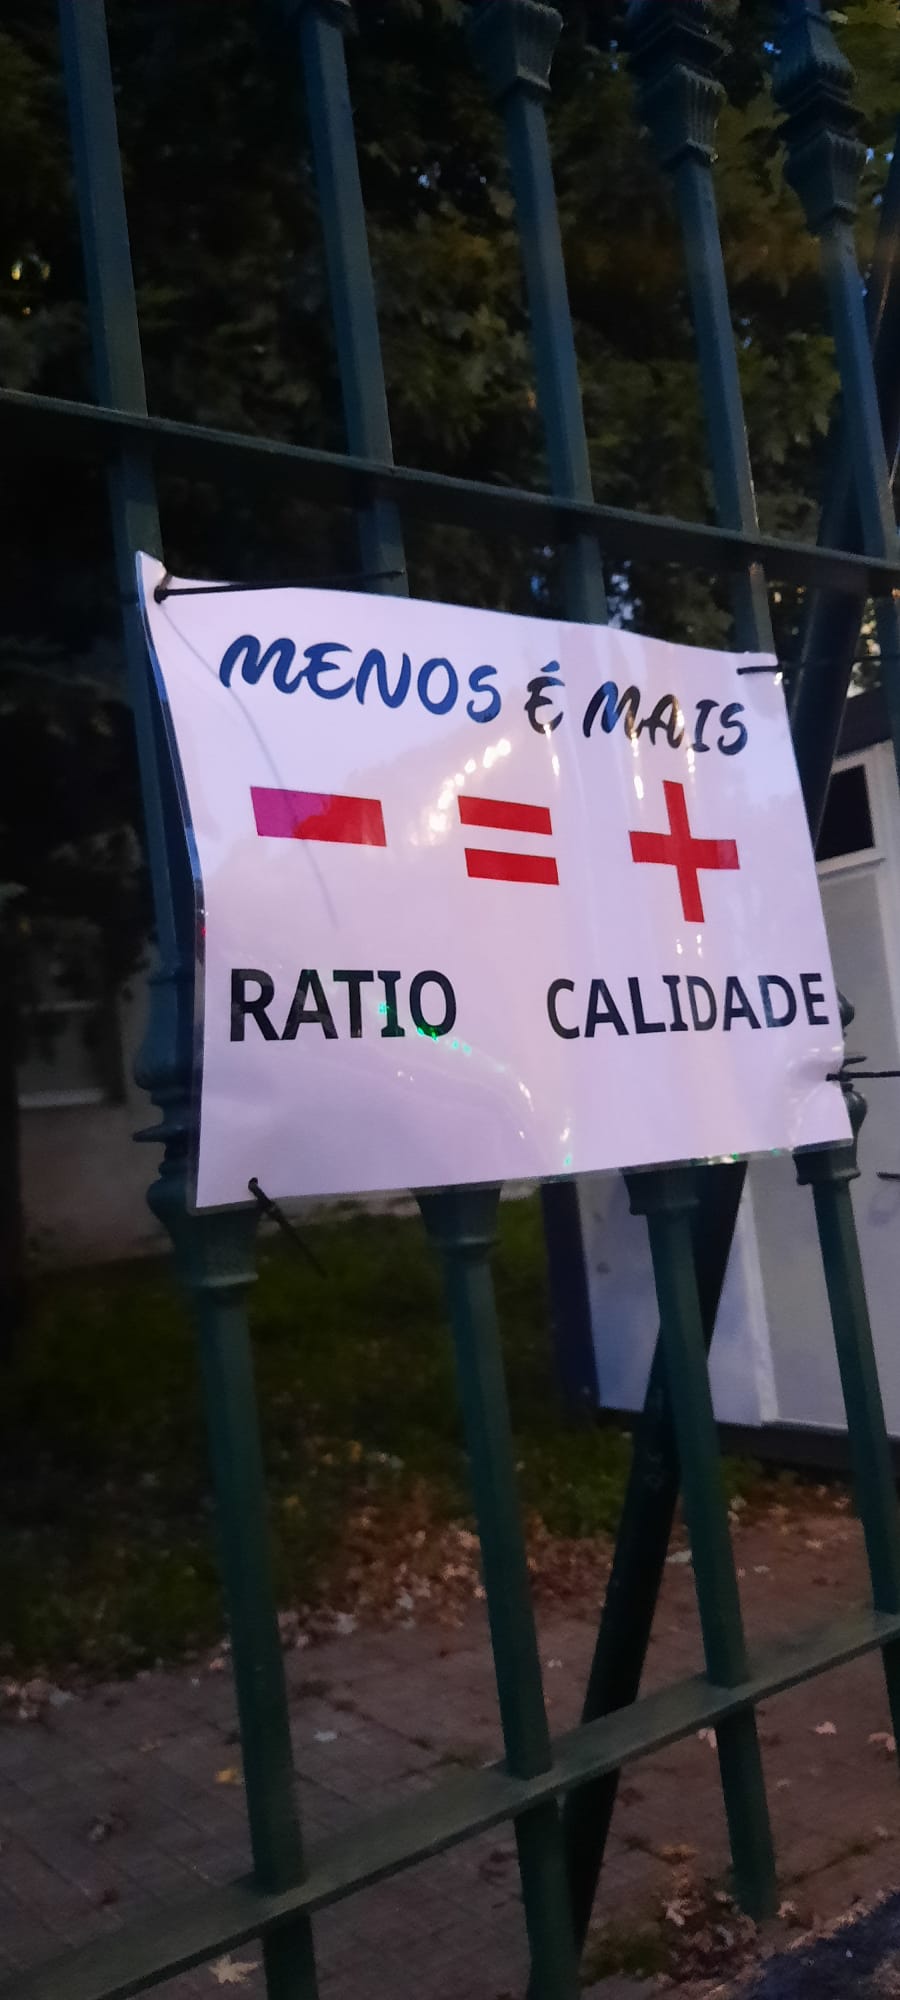 MENOS É MAIS
- = +
RATIO CALIDADE